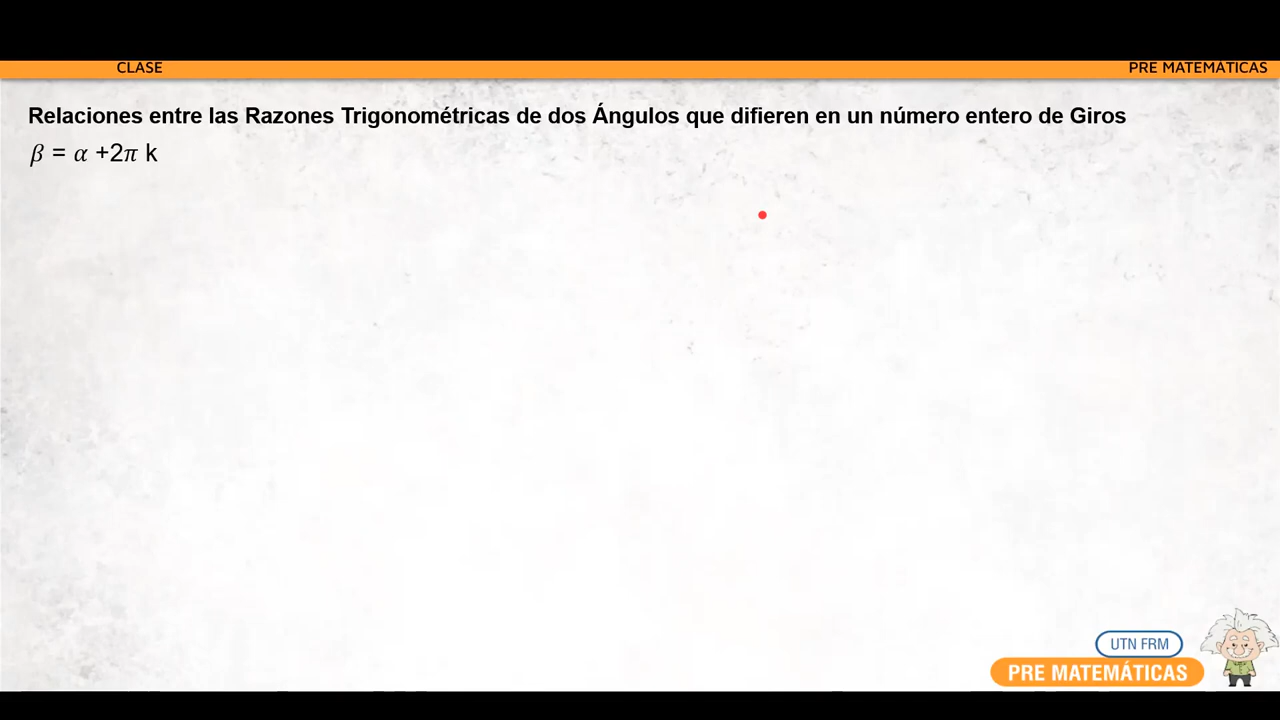 CLASE
PRE MATEMÁTICAS
Relaciones entre las Razones Trigonométricas de dos Ángulos que difieren en un número entero de Giros
𝛽 = 𝛼 +2𝜋 k
UTN FRM
PRE MATEMÁTICAS